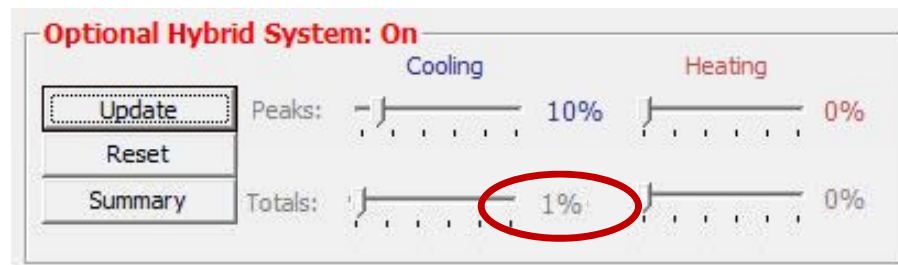 Optional Hybrid System: On
Cooling Heating
Update Peaks: 10% 0%
Reset
Summary Totals: 1% 0%